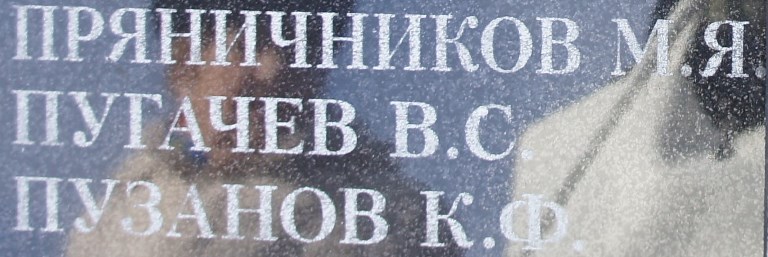 ПРЯНИЧНИКОВ М.Я.
ПУГАЧЕВ В.С.
ПУЗАНОВ К.Ф.